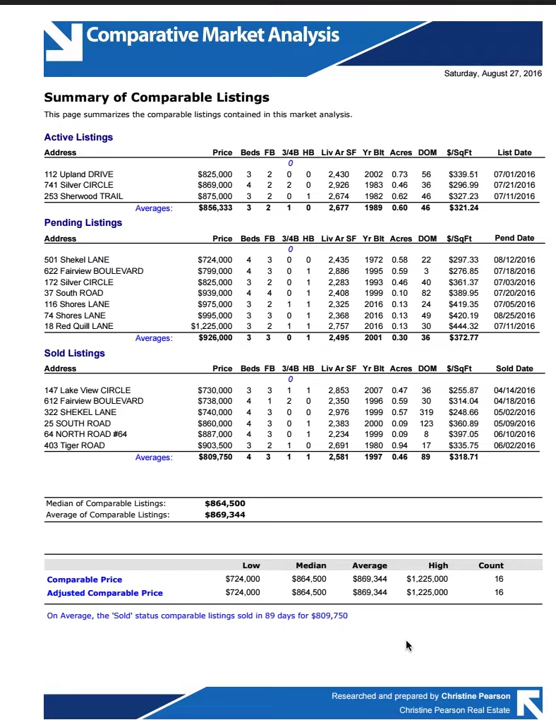 Comparative Market Analysis
Saturday, August 27, 2016
Summary of Comparable Listings
This page summarizes the comparable listings contained in this market analysis.
Active Listings
Address Price Beds FB 3/4B HB Liv Ar SF Yr Blt Acres DOM $/SqFt List Date
0
112 Upland DRIVE $825,000 3 2 0 0 2,430 2002 0.73 56 $339.51 07/01/2016
741 Silver CIRCLE $869,000 4 2 2 0 2,926 1983 0.46 36 $296.99 07/21/2016
253 Sherwood TRAIL $875,000 3 2 0 1 2,674 1982 0.62 46 $327.23 07/11/2016
Averages: $856,333 3 2 1 0 2,677 1989 0.60 46 $321.24
Pending Listings
Address Price Beds FB 3/4B HB Liv Ar SF Yr Blt Acres DOM $/SqFt Pend Date
0
501 Shekel LANE $724,000 4 3 0 0 2,435 1972 0.58 22 $297.33 08/12/2016
622 Fairview BOULEVARD $799,000 4 3 0 1 2,886 1995 0.59 3 $276.85 07/18/2016
172 Silver CIRCLE $825,000 3 2 0 1 2,283 1993 0.46 40 $361.37 07/03/2016
37 South ROAD $939,000 4 4 0 1 2,408 1999 0.10 82 $389.95 07/20/2016
116 Shores LANE $975,000 3 2 1 1 2,325 2016 0.13 24 $419.35 07/05/2016
74 Shores LANE $995,000 3 3 0 1 2,368 2016 0.13 49 $420.19 08/25/2016
18 Red Quill LANE $1,225,000 3 2 1 1 2,757 2016 0.13 30 $444.32 07/11/2016
Averages: $926,000 3 3 0 1 2,495 2001 0.30 36 $372.77
Sold Listings
Address Price Beds FB 3/4B HB Liv Ar SF Yr Blt Acres DOM $/SqFt Sold Date
0
147 Lake View CIRCLE $730,000 3 3 1 1 2,853 2007 0.47 36 $255.87 04/14/2016
612 Fairview BOULEVARD $738,000 4 1 2 0 2,350 1996 0.59 30 $314.04 04/18/2016
322 SHEKEL LANE $740,000 4 3 0 0 2,976 1999 0.57 319 $248.66 05/02/2016
25 SOUTH ROAD $860,000 4 3 0 1 2,383 2000 0.09 123 $360.89 05/09/2016
64 NORTH ROAD #64 $887,000 4 3 0 1 2,234 1999 0.09 8 $397.05 06/10/2016
403 Tiger ROAD $903,500 3 2 1 0 2,691 1980 0.94 17 $335.75 06/02/2016
Averages: $809,750 4 3 1 1 2,581 1997 0.46 89 $318.71
Median of Comparable Listings: $864,500
Average of Comparable Listings: $869,344
Low Median Average High Count
Comparable Price $724,000 $864,500 $869,344 $1,225,000 16
Adjusted Comparable Price $724,000 $864,500 $869,344 $1,225,000 16
On Average, the 'Sold' status comparable listings sold in 89 days for $809,750
Researched and prepared by Christine Pearson
Christine Pearson Real Estate